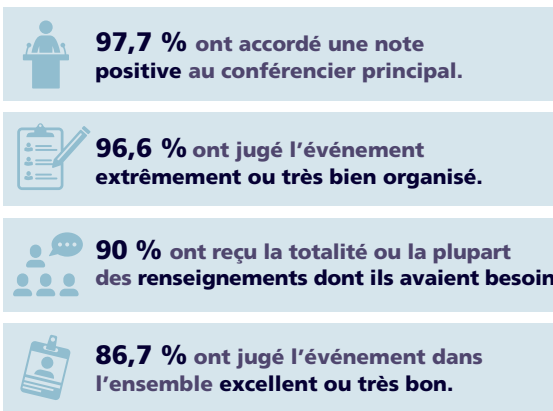 97,7 % ont accordé une note
positive au conférencier principal.
96,6 % ont jugé l’événement
extrêmement ou très bien organisé.
90 % ont reçu la totalité ou la plupart
des renseignements dont ils avaient besoin
86,7 % ont jugé l’événement dans
l’ensemble excellent ou très bon.